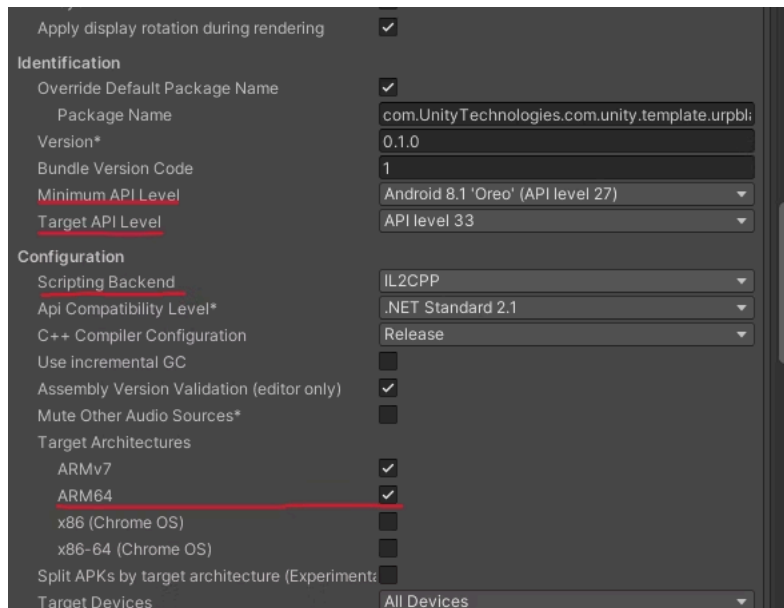 Apply display rotation during rendering
Identification
Override Default Package Name
Package Name com.UnityTechnologies.com.unity.template.urpbla
Version* 0.1.0
Bundle Version Code 1
Minimum API Level Android 8.1 'Oreo' (API level 27)
Target API Level API level 33
Configuration
Scripting Backend IL2CPP
Api Compatibility Level* .NET Standard 2.1
C++ Compiler Configuration Release
Use incremental GC
Assembly Version Validation (editor only)
Mute Other Audio Sources*
Target Architectures
ARMv7
ARM64
x86 (Chrome OS)
x86-64 (Chrome OS)
Split APKs by target architecture (Experimenta
Target Devices All Devices